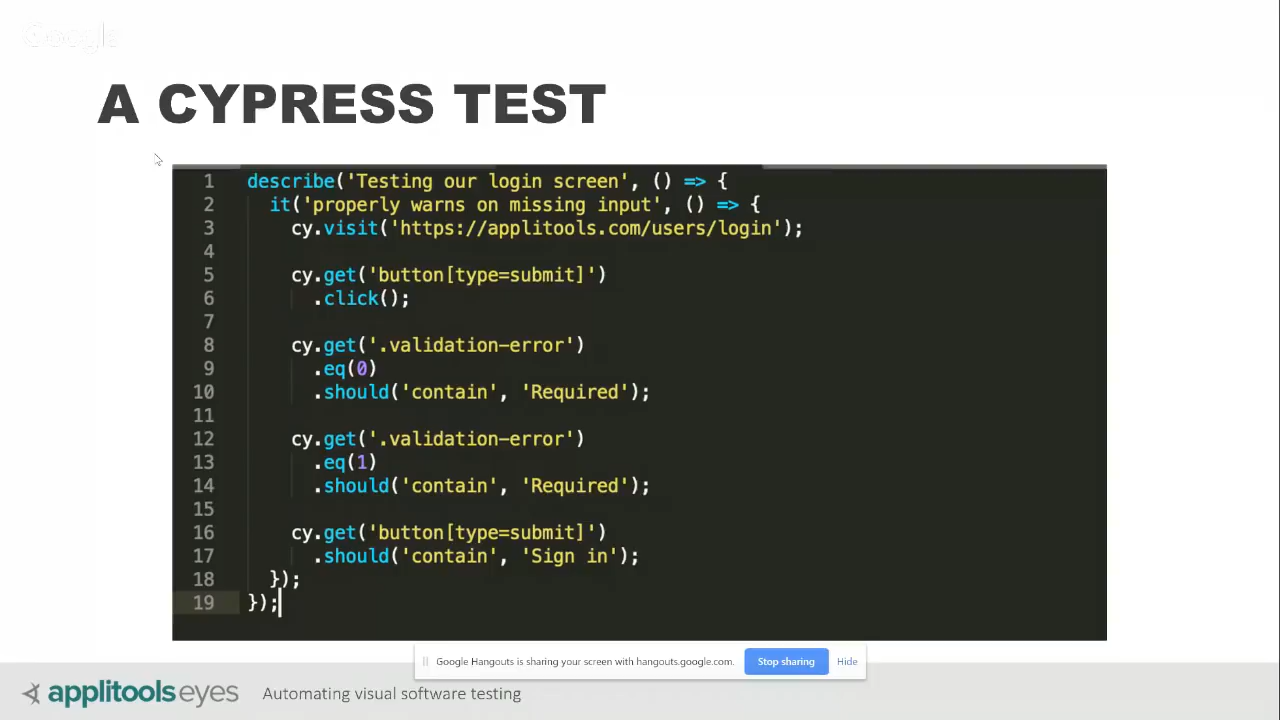 Google
A CYPRESS TEST
1 describe('Testing our login screen', () => {
2 it('properly warns on missing input', () => {
3 cy.visit('https://applitools.com/users/login');
4
5 cy.get('button[type=submit]')
6 .click();
7
8 cy.get('.validation-error')
9 .eq(0)
10 .should('contain', 'Required');
11
12 cy.get('.validation-error')
13 .eq(1)
14 .should('contain', 'Required');
15
16 cy.get('button[type=submit]')
17 .should('contain', 'Sign in');
18 });
19 });
Google Hangouts is sharing your screen with hangouts.google.com. Stop sharing Hide
applitools eyes Automating visual software testing